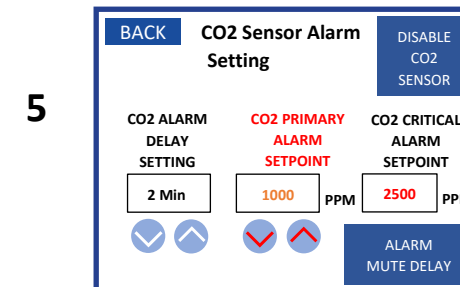 BACK
CO2 Sensor Alarm
Setting
DISABLE
CO2
SENSOR
5
CO2 ALARM
DELAY
SETTING
CO2 PRIMARY
ALARM
SETPOINT
CO2 CRITICAL
ALARM
SETPOINT
2 Min
1000 PPM
2500
ALARM
MUTE DELAY